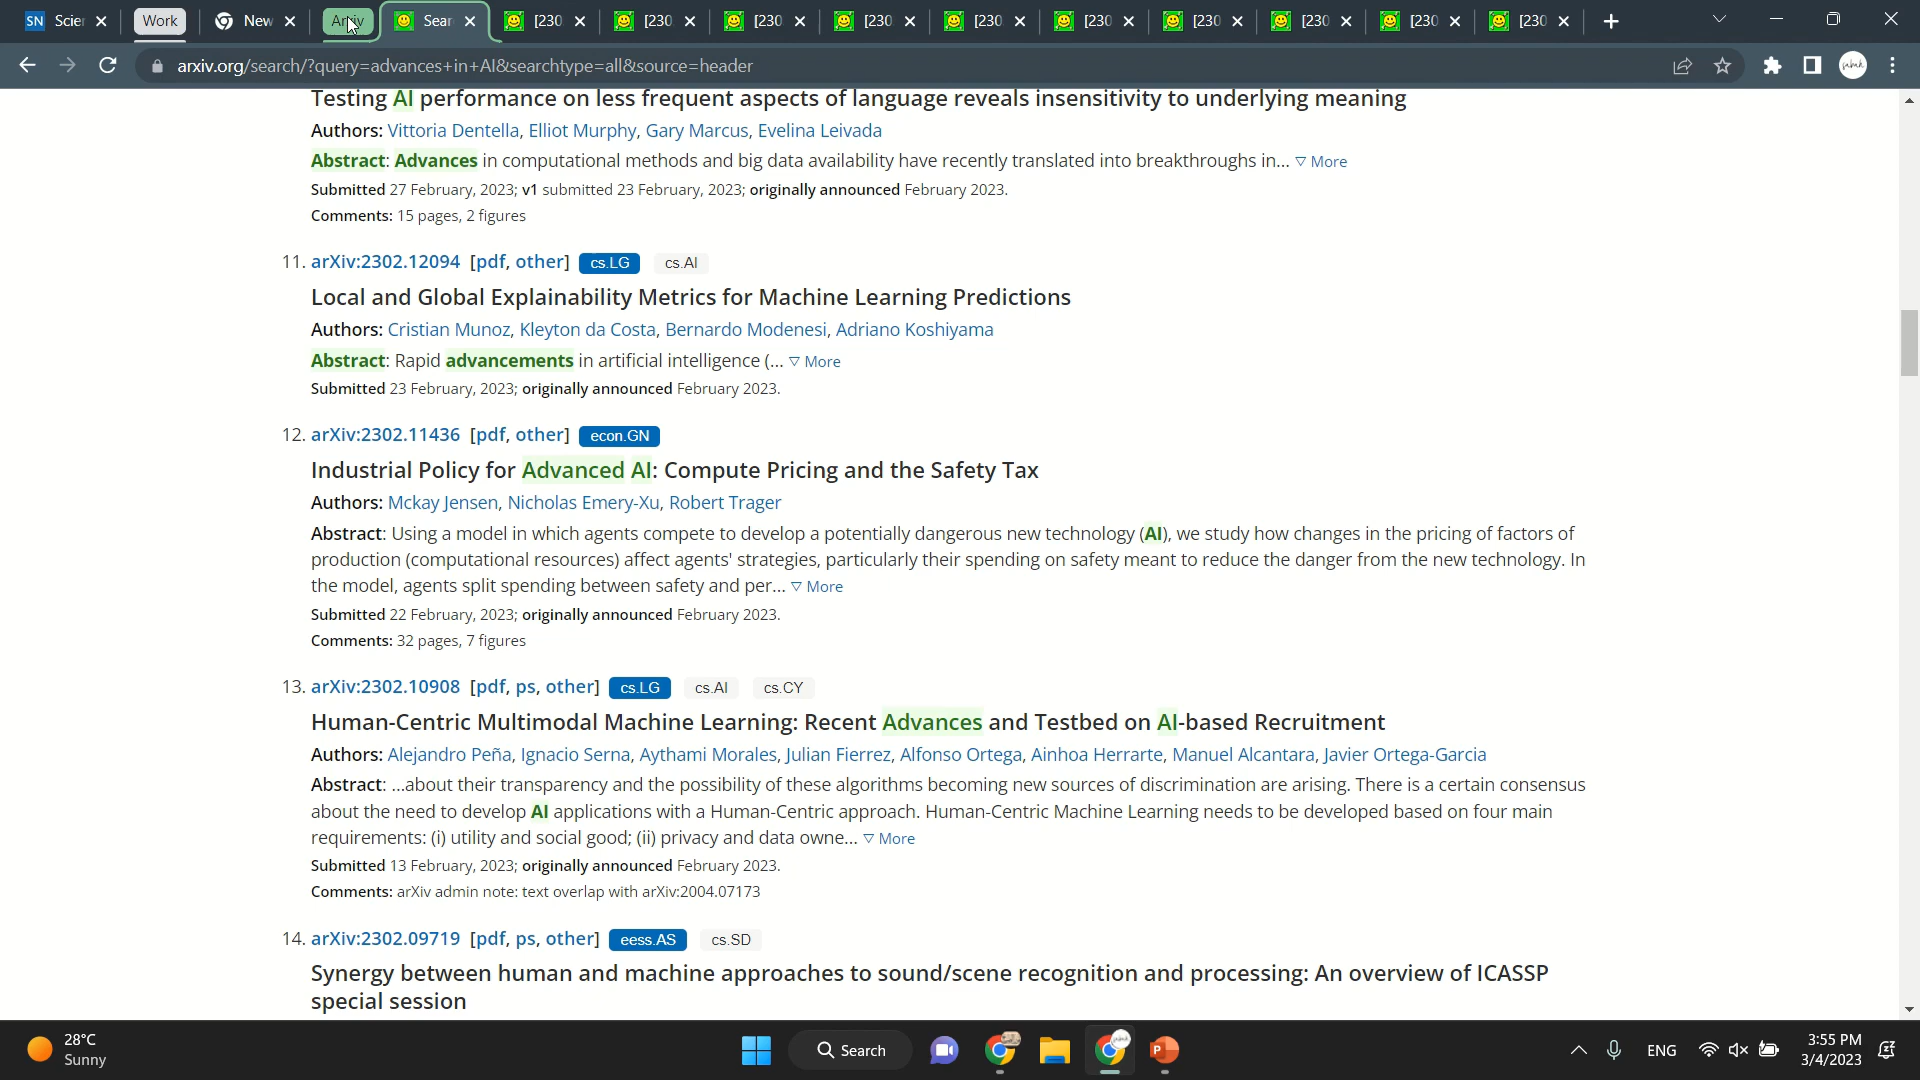 Scien
Work
New
Arxiv
Sear
[230
[230
[230
[230
[230
[230
[230
[230
[230
[230
arxiv.org/search/?query=advances+in+AI&searchtype=all&source=header
Testing AI performance on less frequent aspects of language reveals insensitivity to underlying meaning
Authors: Vittoria Dentella, Elliot Murphy, Gary Marcus, Evelina Leivada
Abstract: Advances in computational methods and big data availability have recently translated into breakthroughs in... ▽ More
Submitted 27 February, 2023; v1 submitted 23 February, 2023; originally announced February 2023.
Comments: 15 pages, 2 figures
11. arXiv:2302.12094 [pdf, other] cs.LG cs.AI
Local and Global Explainability Metrics for Machine Learning Predictions
Authors: Cristian Munoz, Kleyton da Costa, Bernardo Modenesi, Adriano Koshiyama
Abstract: Rapid advancements in artificial intelligence (... ▽ More
Submitted 23 February, 2023; originally announced February 2023.
12. arXiv:2302.11436 [pdf, other] econ.GN
Industrial Policy for Advanced AI: Compute Pricing and the Safety Tax
Authors: Mckay Jensen, Nicholas Emery-Xu, Robert Trager
Abstract: Using a model in which agents compete to develop a potentially dangerous new technology (AI), we study how changes in the pricing of factors of
production (computational resources) affect agents' strategies, particularly their spending on safety meant to reduce the danger from the new technology. In
the model, agents split spending between safety and per... ▽ More
Submitted 22 February, 2023; originally announced February 2023.
Comments: 32 pages, 7 figures
13. arXiv:2302.10908 [pdf, ps, other] cs.LG cs.AI cs.CY
Human-Centric Multimodal Machine Learning: Recent Advances and Testbed on AI-based Recruitment
Authors: Alejandro Peña, Ignacio Serna, Aythami Morales, Julian Fierrez, Alfonso Ortega, Ainhoa Herrarte, Manuel Alcantara, Javier Ortega-Garcia
Abstract: ...about their transparency and the possibility of these algorithms becoming new sources of discrimination are arising. There is a certain consensus
about the need to develop AI applications with a Human-Centric approach. Human-Centric Machine Learning needs to be developed based on four main
requirements: (i) utility and social good; (ii) privacy and data owne... ▽ More
Submitted 13 February, 2023; originally announced February 2023.
Comments: arXiv admin note: text overlap with arXiv:2004.07173
14. arXiv:2302.09719 [pdf, ps, other] eess.AS cs.SD
Synergy between human and machine approaches to sound/scene recognition and processing: An overview of ICASSP
special session
28°C
Sunny
Search
ENG
3:55 PM
3/4/2023